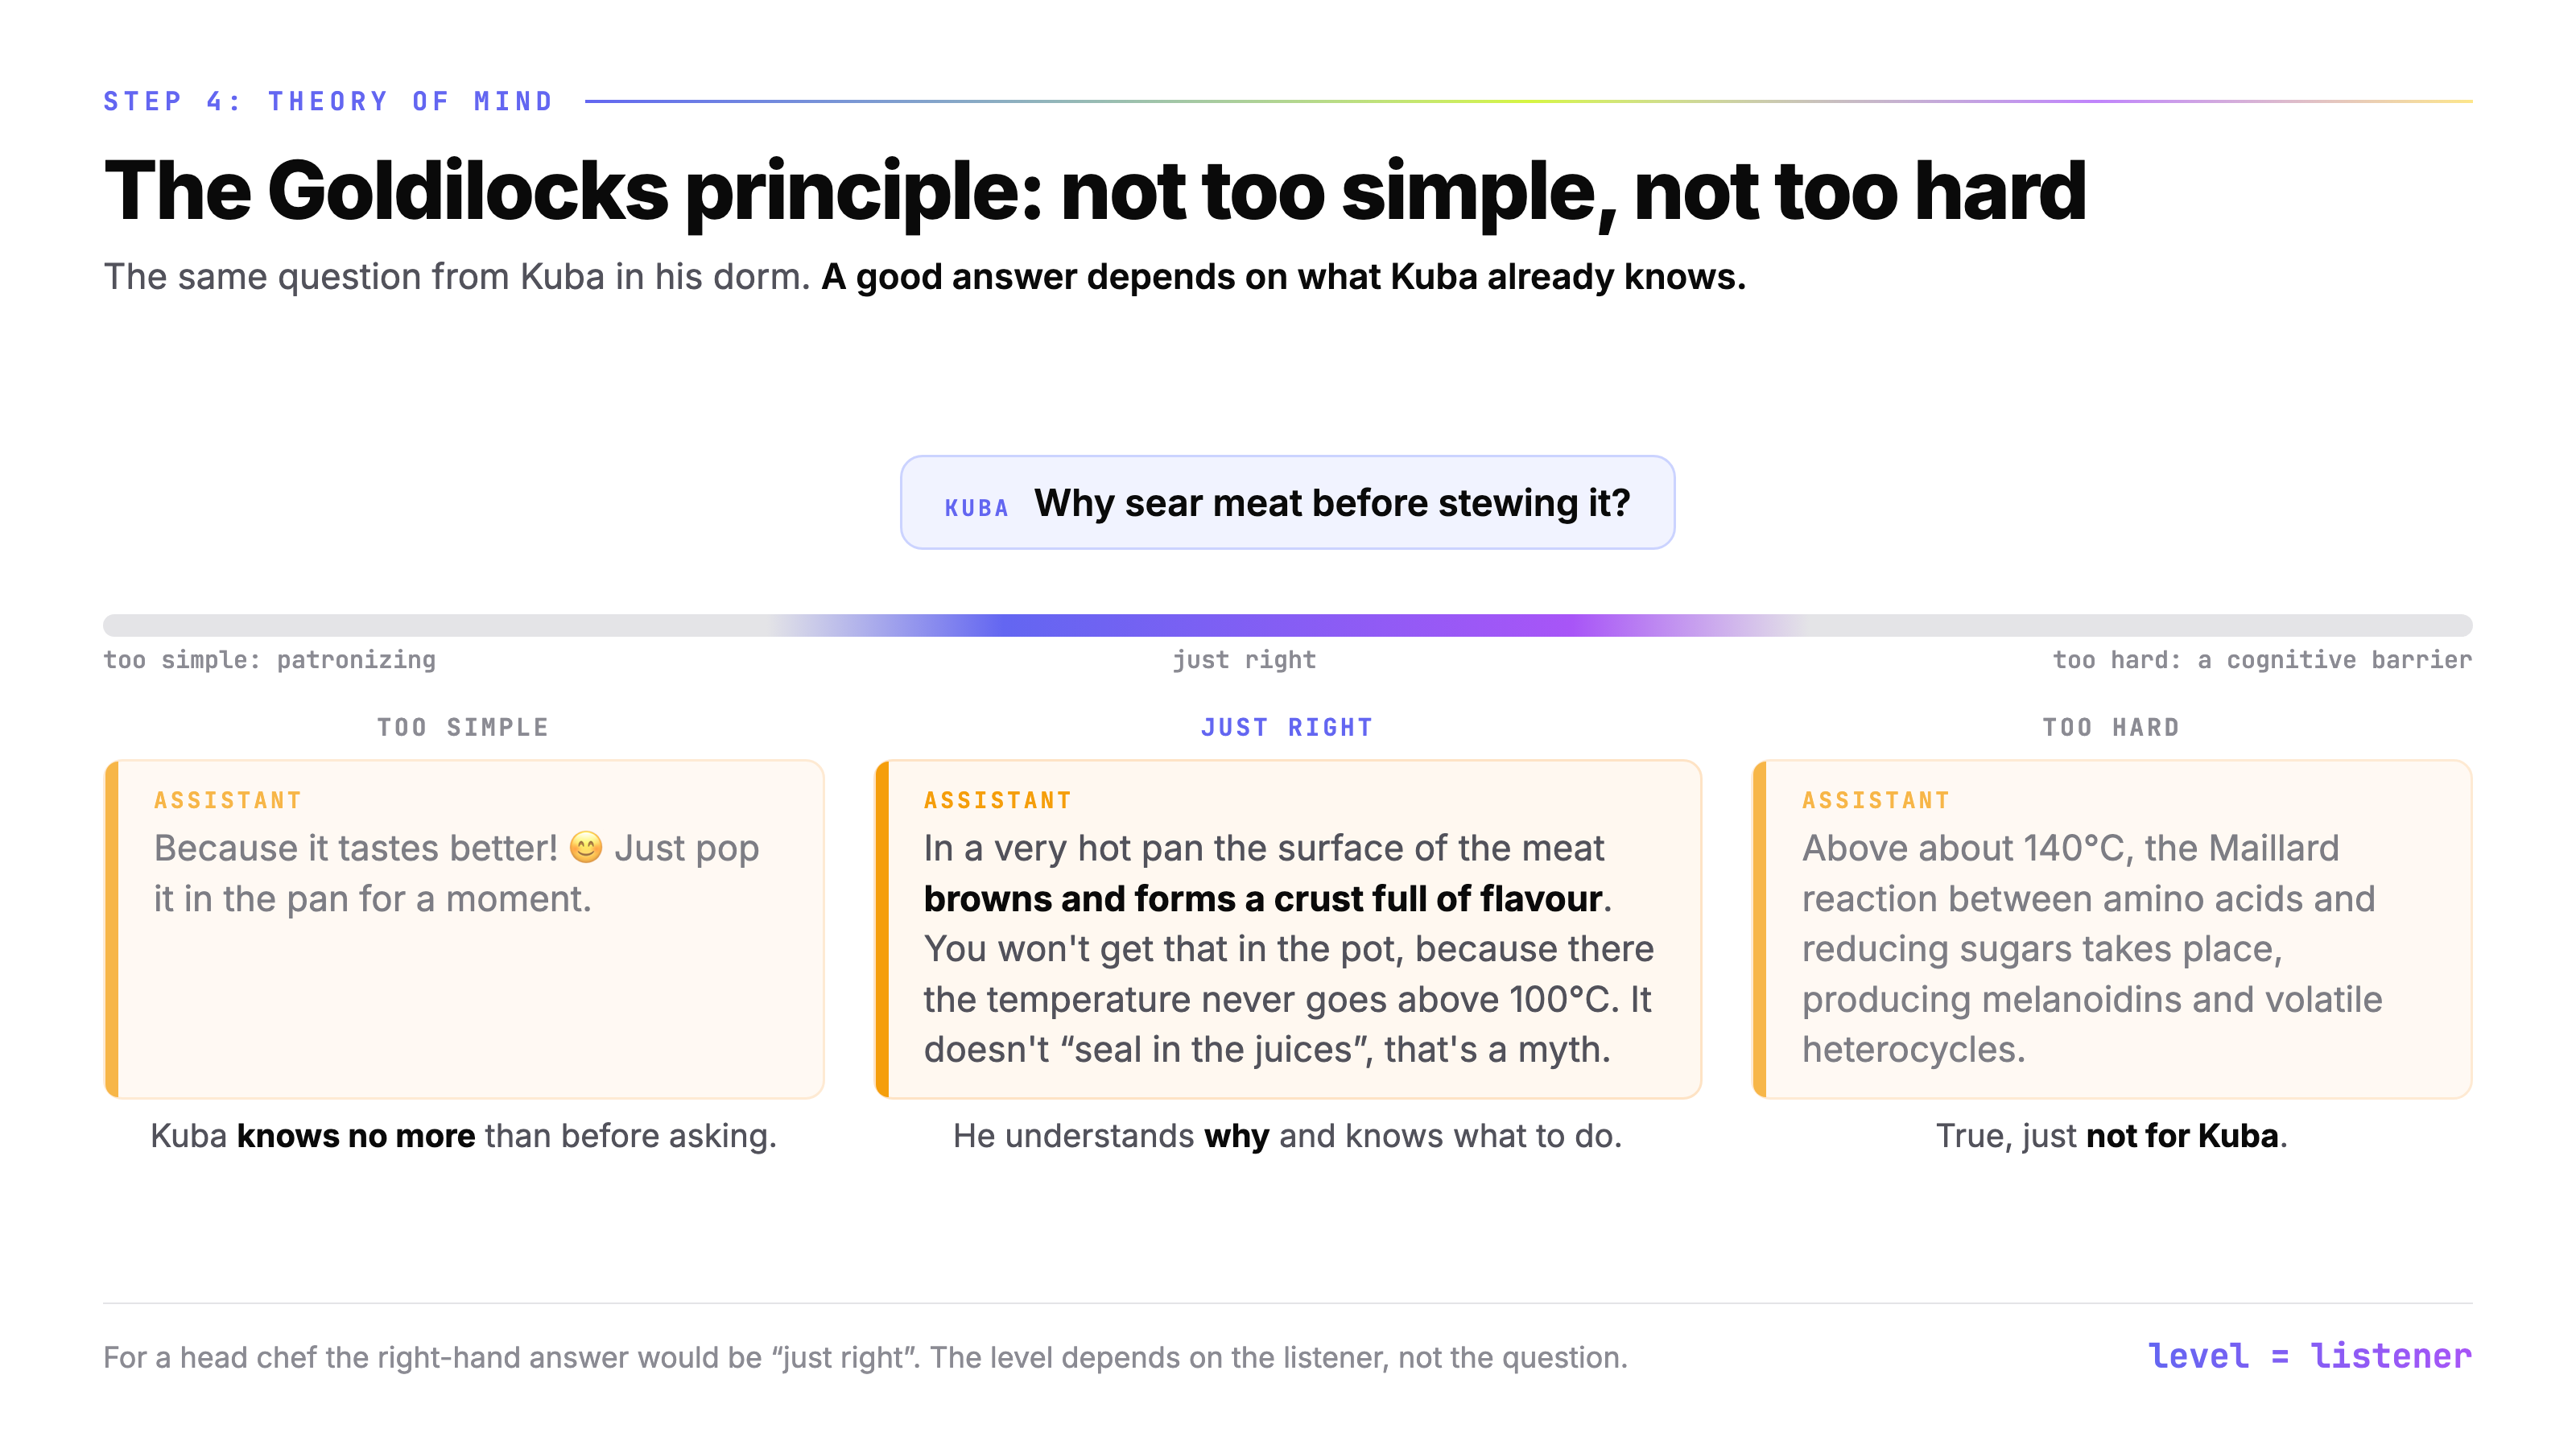 STEP 4: THEORY OF MIND
The Goldilocks principle: not too simple, not too hard
The same question from Kuba in his dorm. A good answer depends on what Kuba already knows.
KUBA Why sear meat before stewing it?
too simple: patronizing
just right
too hard: a cognitive barrier
TOO SIMPLE
ASSISTANT
Because it tastes better! 😊 Just pop
it in the pan for a moment.
Kuba knows no more than before asking.
JUST RIGHT
ASSISTANT
In a very hot pan the surface of the meat
browns and forms a crust full of flavour.
You won't get that in the pot, because there
the temperature never goes above 100°C. It
doesn't “seal in the juices”, that's a myth.
He understands why and knows what to do.
TOO HARD
ASSISTANT
Above about 140°C, the Maillard
reaction between amino acids and
reducing sugars takes place,
producing melanoidins and volatile
heterocycles.
True, just not for Kuba.
For a head chef the right-hand answer would be “just right”. The level depends on the listener, not the question.
level = listener